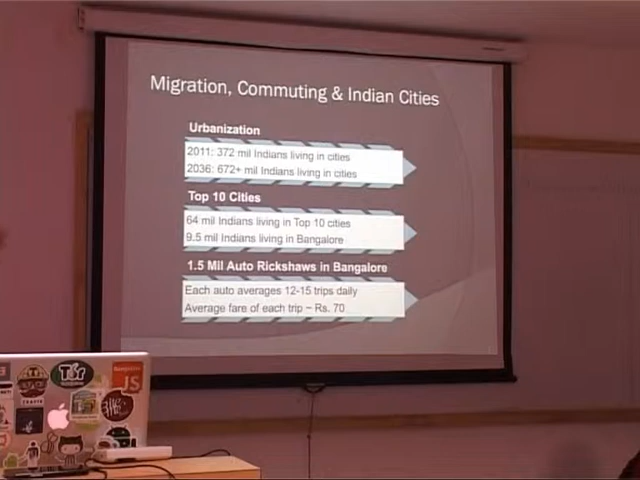 Migration, Commuting & Indian Cities
Urbanization
2011: 372 mil Indians living in cities
2036: 672+ mil Indians living in cities
Top 10 Cities
64 mil Indians living in Top 10 cities
9.5 mil Indians living in Bangalore
1.5 Mil Auto Rickshaws in Bangalore
Each auto averages 12-15 trips daily
Average fare of each trip ~ Rs. 70
JS